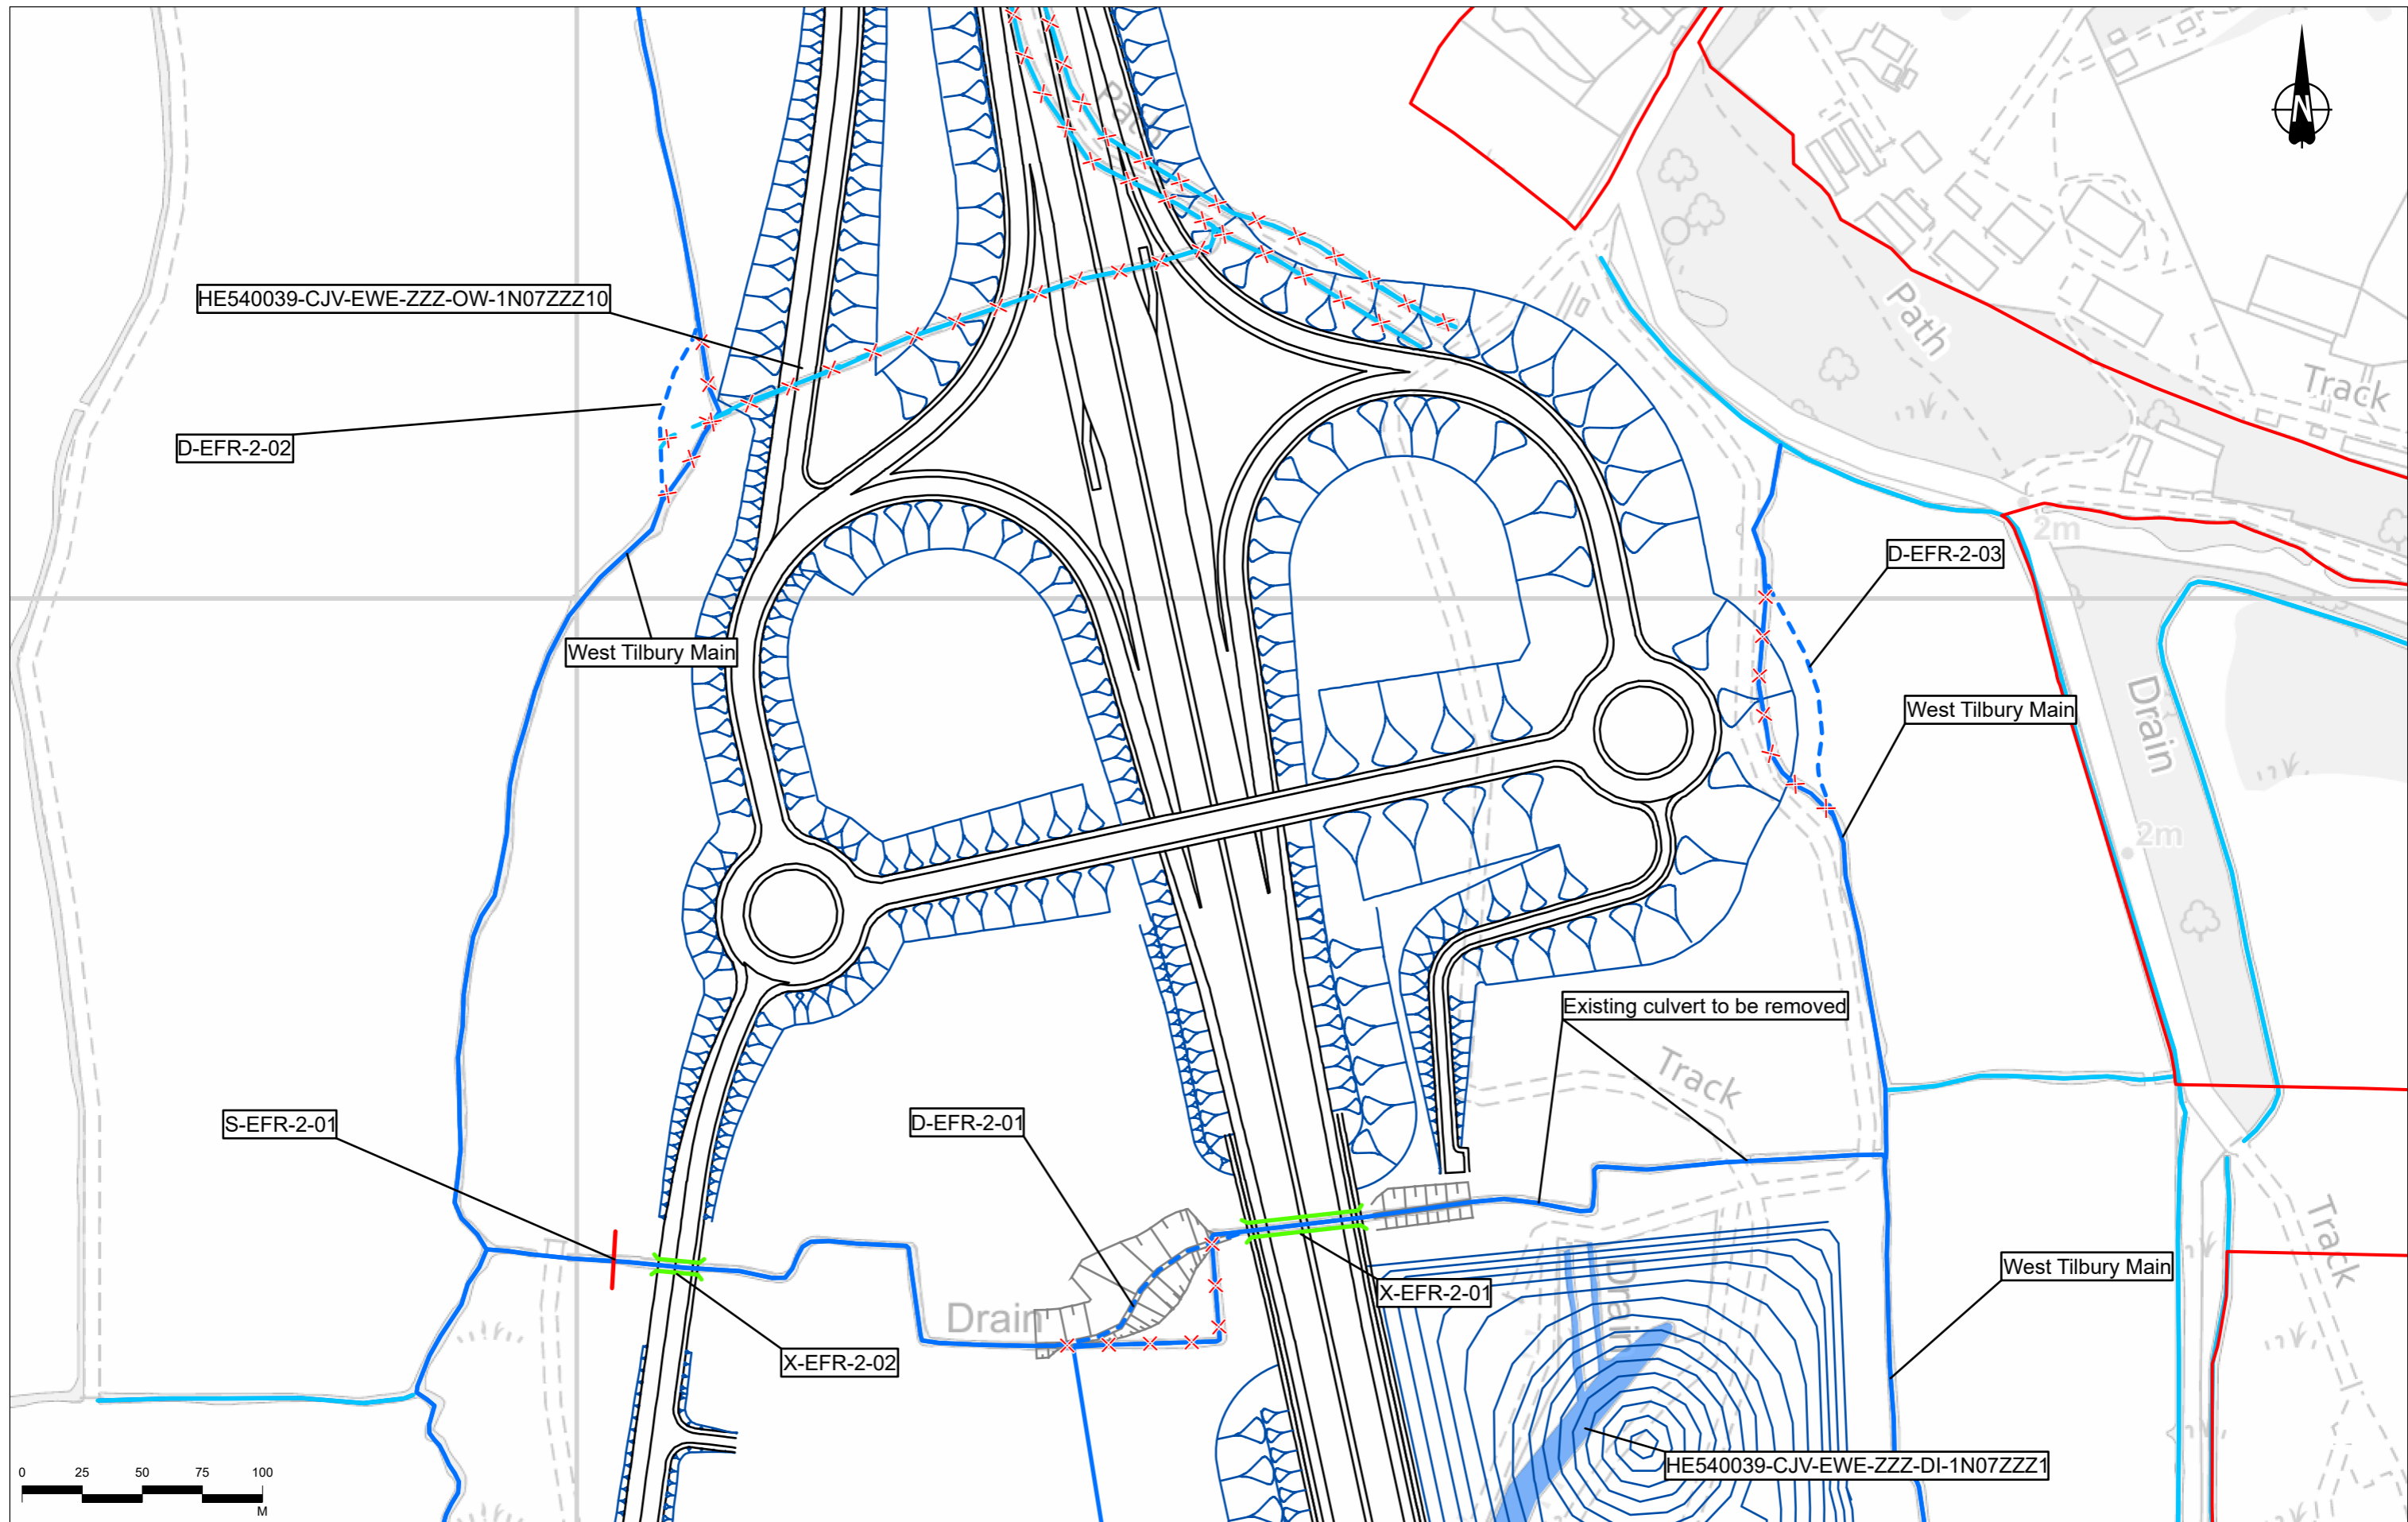 Path
N
HE540039-CJV-EWE-ZZZ-OW-1N07ZZZ10
Path
Track
D-EFR-2-02
2m
D-EFR-2-03
West Tilbury Main
Drain
West Tilbury Main
2m
Existing culvert to be removed
Track
S-EFR-2-01
D-EFR-2-01
Track
West Tilbury Main
Drain
X-EFR-2-01
Drain
X-EFR-2-02
HE540039-CJV-EWE-ZZZ-DI-1N07ZZZ1
0 25 50 75 100
M